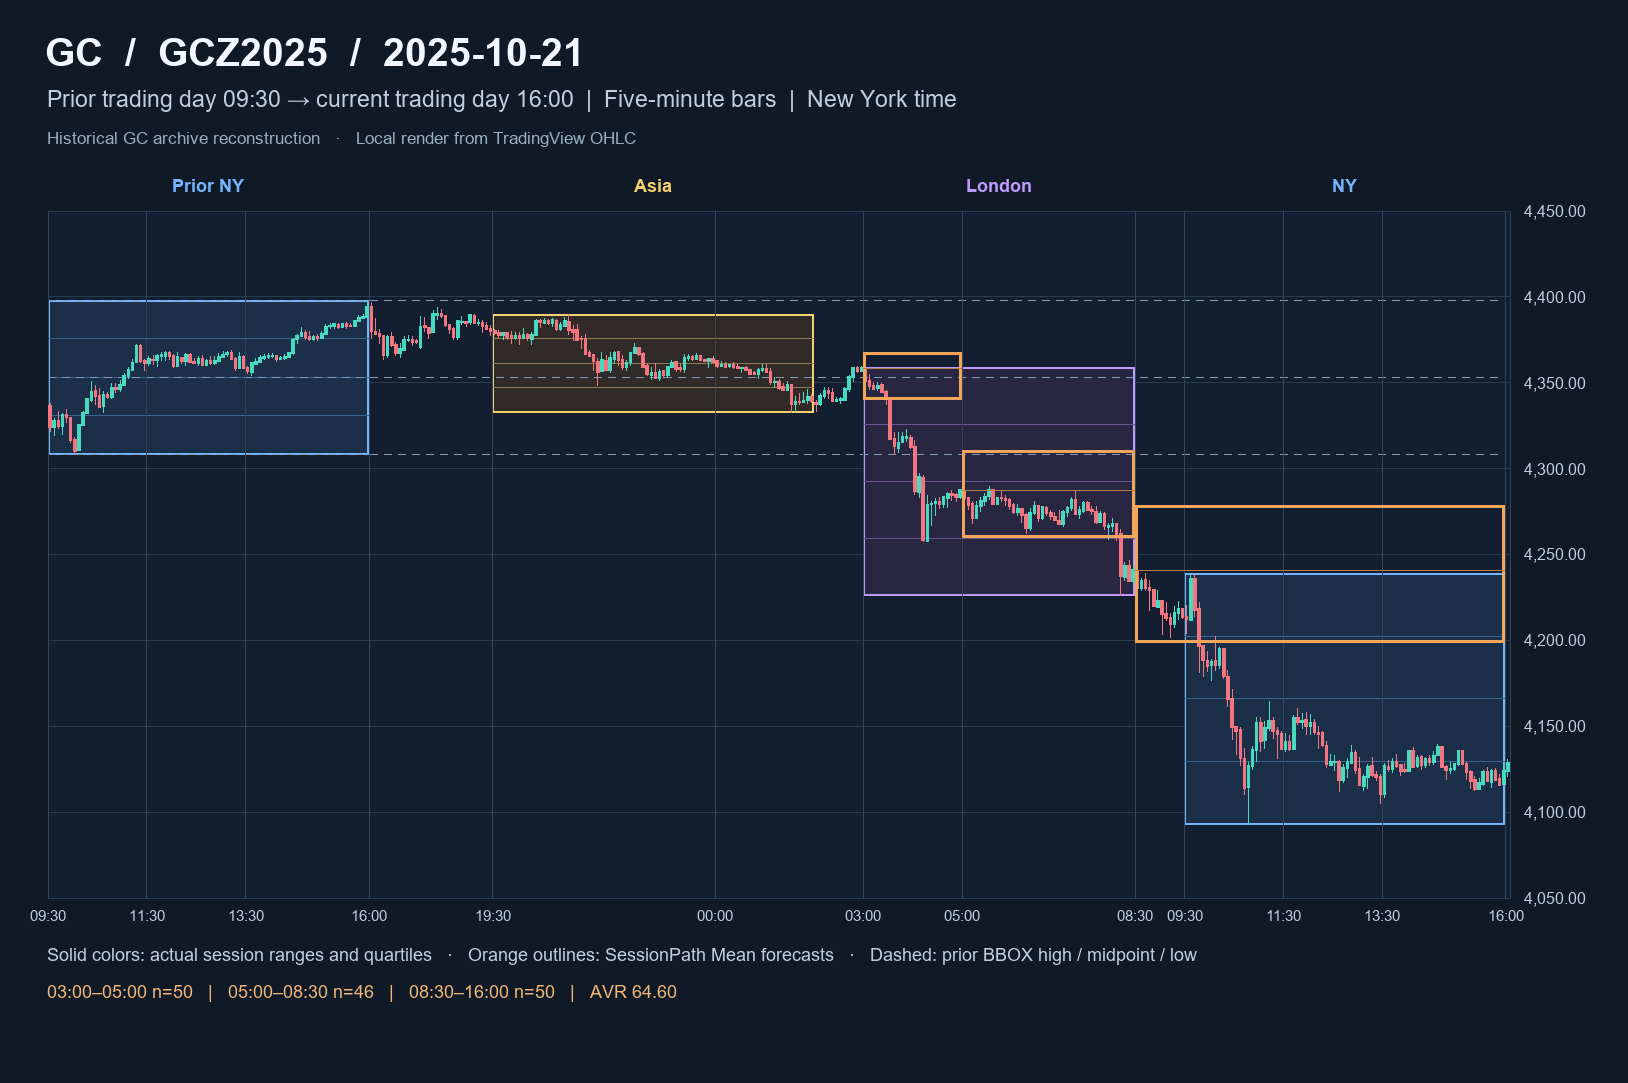 GC / GCZ2025 / 2025-10-21
Prior trading day 09:30 → current trading day 16:00 | Five-minute bars | New York time
Historical GC archive reconstruction · Local render from TradingView OHLC
Prior NY Asia London NY
4,450.00
4,400.00
4,350.00
4,300.00
4,250.00
4,200.00
4,150.00
4,100.00
4,050.00
09:30 11:30 13:30 16:00 19:30 00:00 03:00 05:00 08:30 09:30 11:30 13:30 16:00
Solid colors: actual session ranges and quartiles · Orange outlines: SessionPath Mean forecasts · Dashed: prior BBOX high / midpoint / low
03:00–05:00 n=50 | 05:00–08:30 n=46 | 08:30–16:00 n=50 | AVR 64.60